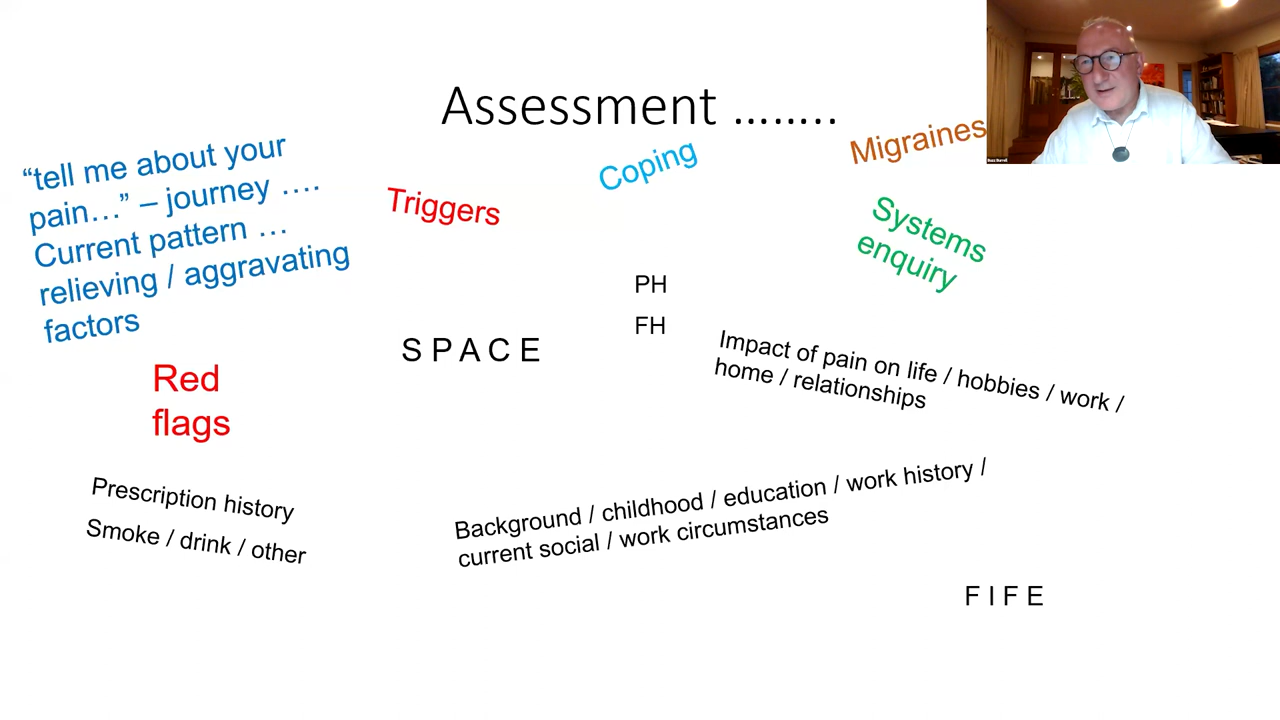 Assessment ........
"tell me about your
pain..." – journey ....
Current pattern ...
relieving / aggravating
factors
Triggers
Coping
Migraines
Systems
enquiry
PH
FH
S P A C E
Impact of pain on life / hobbies / work /
home / relationships
Red
flags
Prescription history
Smoke / drink / other
Background / childhood / education / work history /
current social / work circumstances
F I F E